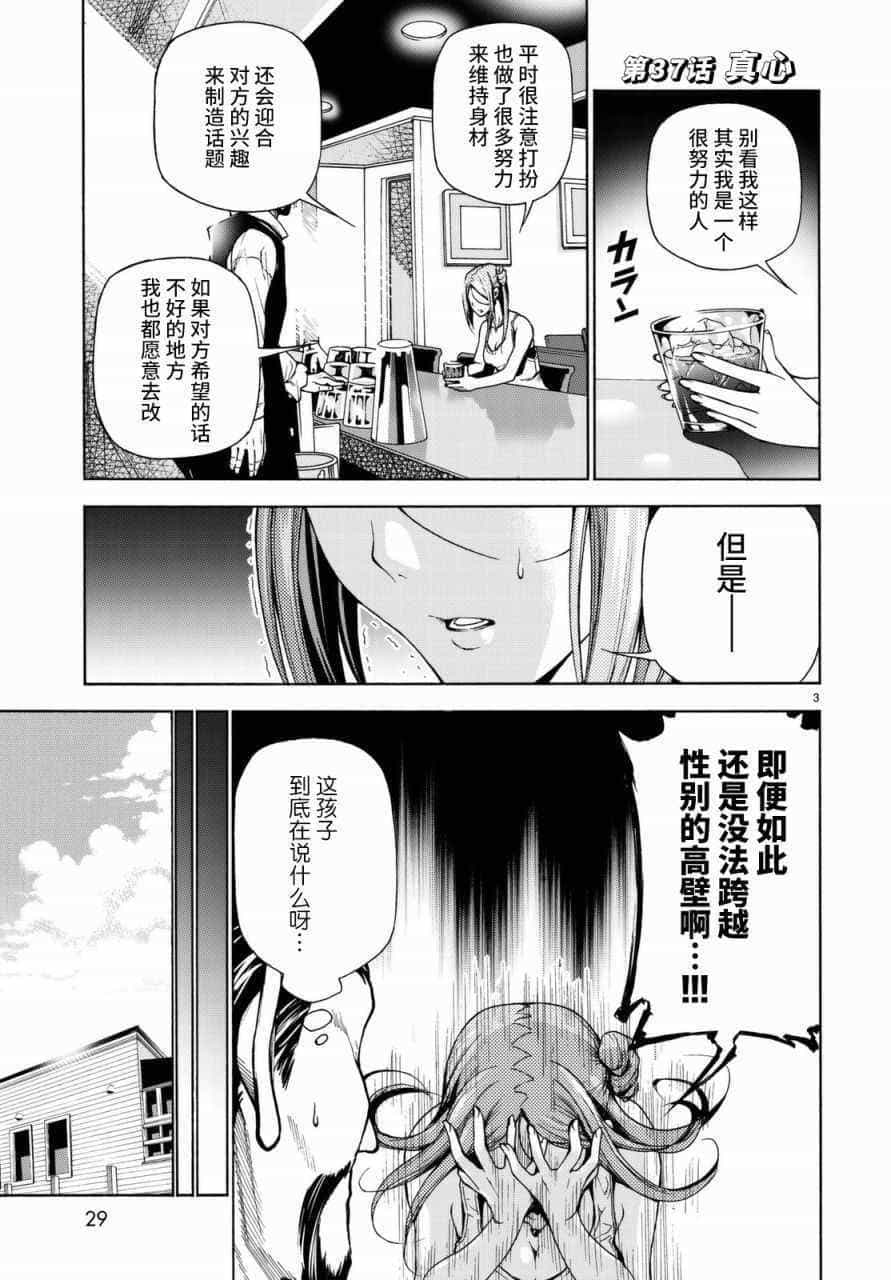 第37话 真心
别看我这样
其实我是一个
很努力的人
カラーン
平时很注意打扮
也做了很多努力
来维持身材
还会迎合
对方的兴趣
来制造话题
如果对方希望的话
不好的地方
我也都愿意去改
但是——
3
即便如此
还是没法跨越
性别的高壁啊…!!!
这孩子
到底在说什么呀…
29